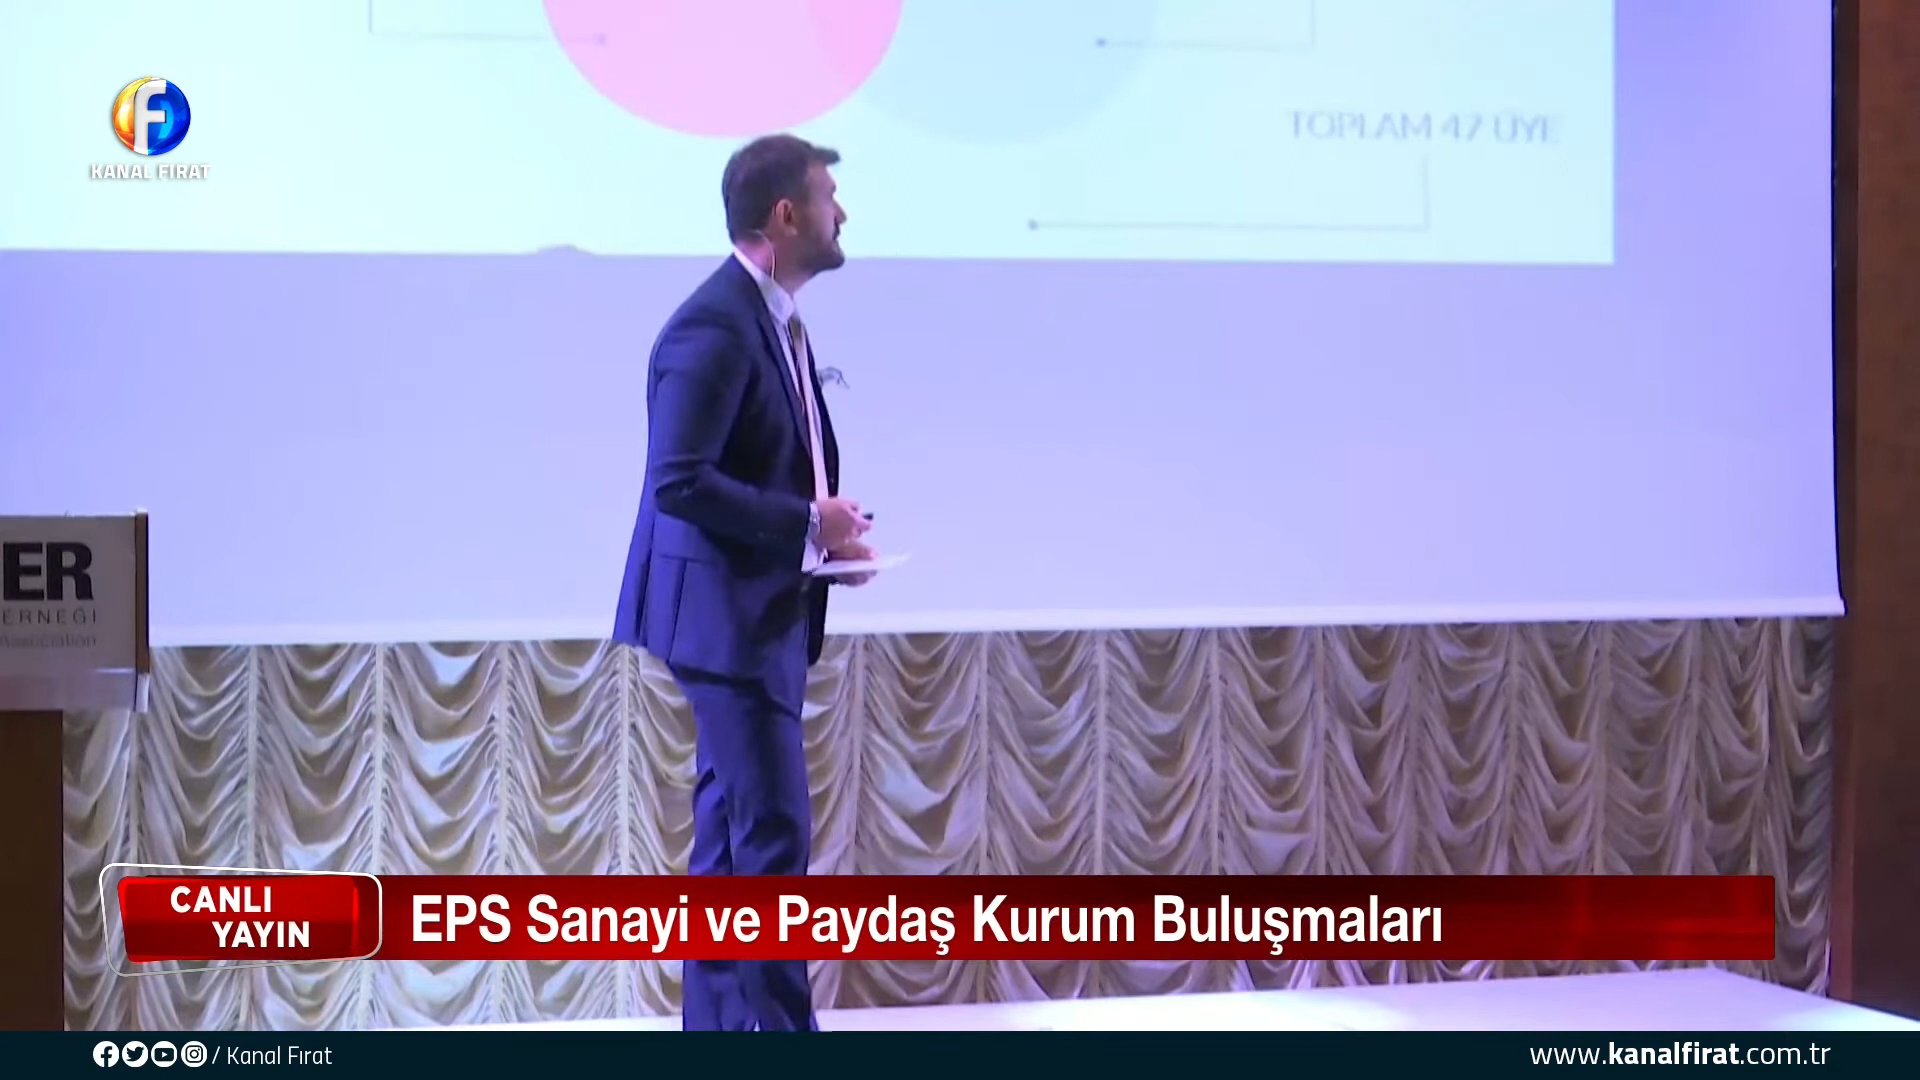 TOPLAM 47 ÜYE
F
KANAL FIRAT
ER
ERNEĞİ
Association
CANLI
YAYIN
EPS Sanayi ve Paydaş Kurum Buluşmaları
/ Kanal Fırat
www.kanalfirat.com.tr